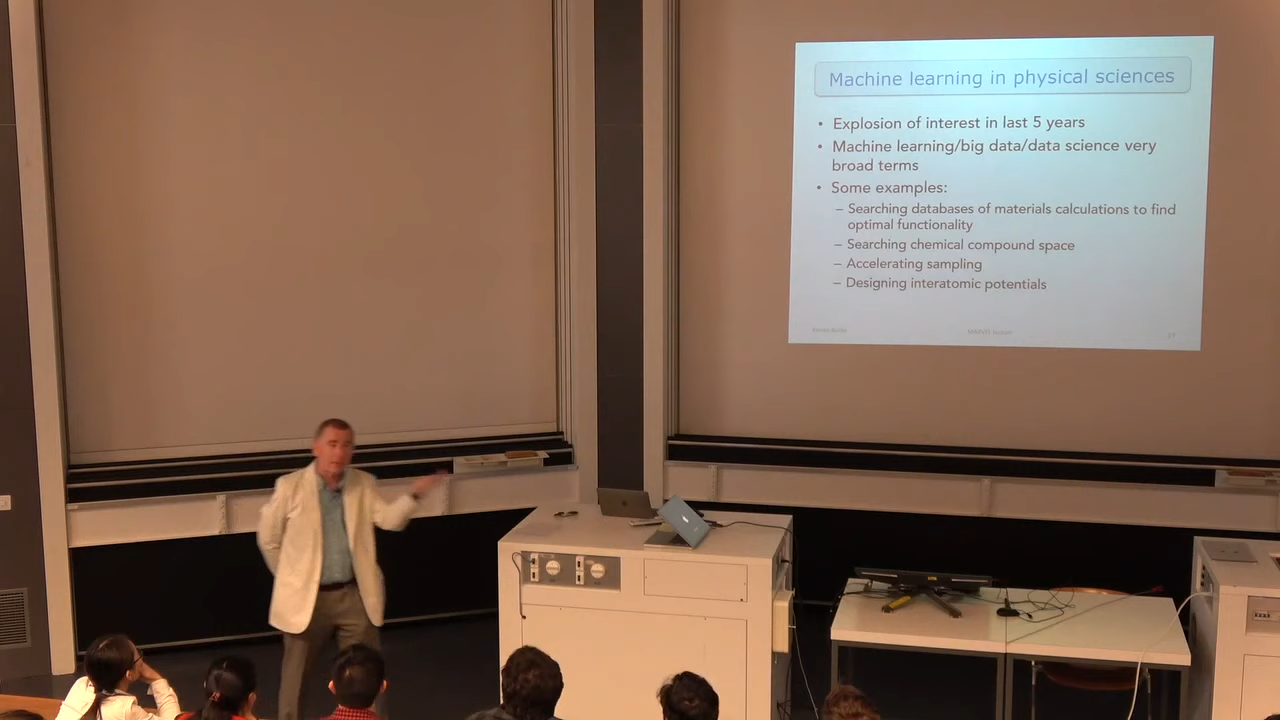 Machine learning in physical sciences
• Explosion of interest in last 5 years
• Machine learning/big data/data science very
broad terms
• Some examples:
– Searching databases of materials calculations to find
optimal functionality
– Searching chemical compound space
– Accelerating sampling
– Designing interatomic potentials